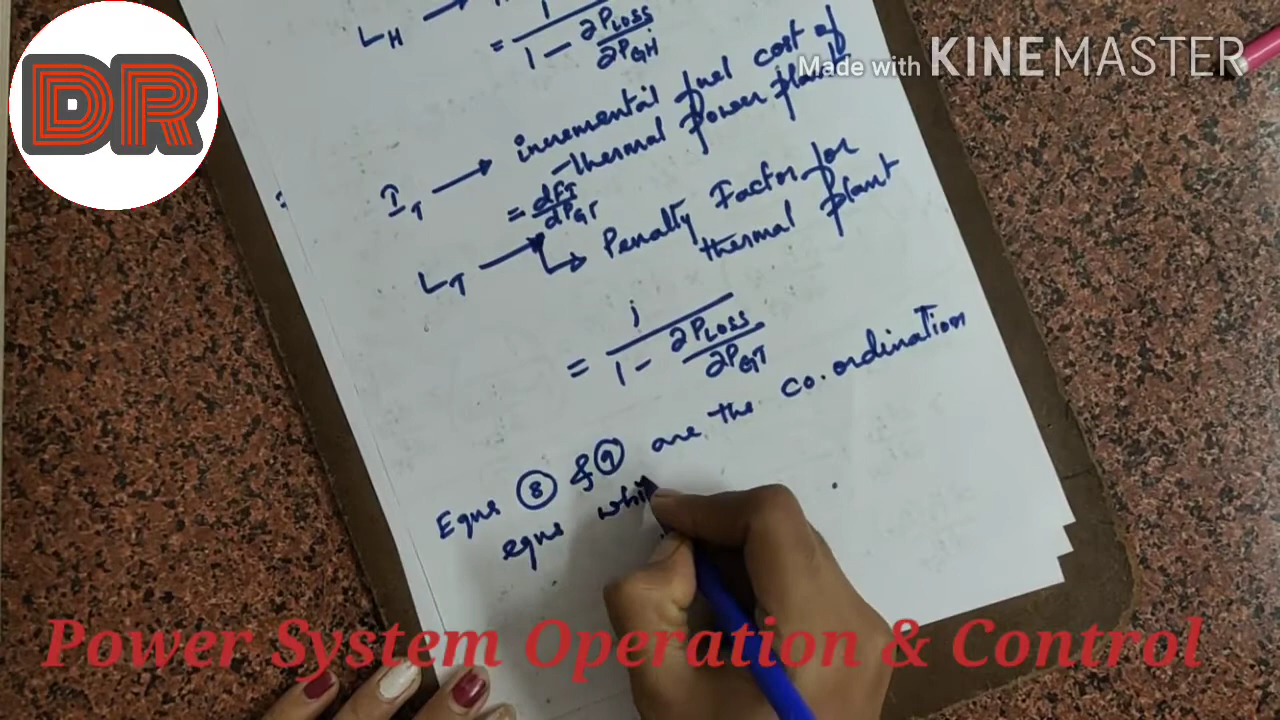 DR
Made with KINEMASTER
L_H →
= 1 / (1 - ∂P_LOSS/∂P_GH)
I_T → incremental fuel cost of
thermal power plant
= dF_T/dP_GT
L_T → ↳ Penalty Factor for
thermal plant
= 1 / (1 - ∂P_LOSS/∂P_GT)
Equs ⑧ & ⑨ are the co.ordination
equs whi
Power System Operation & Control